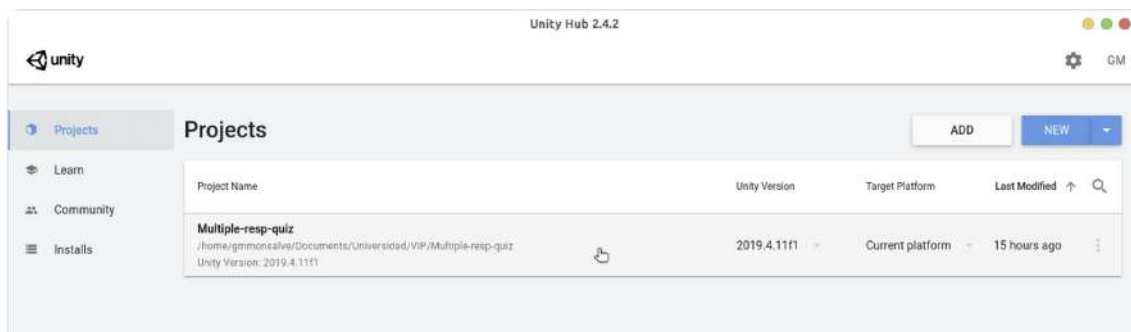 Unity Hub 2.4.2
unity
GM
Projects
Learn
Community
Installs
Projects
ADD
NEW
Project Name
Unity Version
Target Platform
Last Modified
Multiple-resp-quiz
/home/gmmonsalve/Documents/Universidad/VIP/Multiple-resp-quiz
Unity Version: 2019.4.11f1
2019.4.11f1
Current platform
15 hours ago